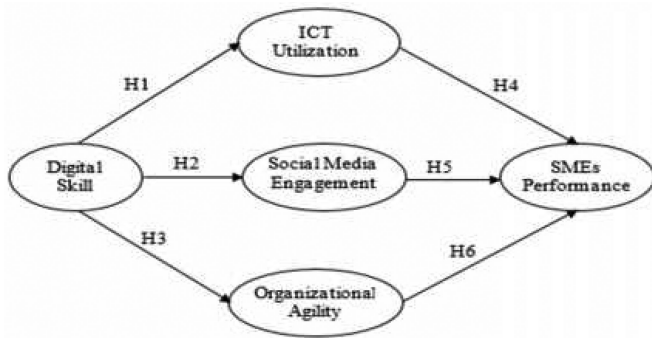 ICT
Utilization
H1
H4
Digital
Skill
H2
Social Media
Engagement
H5
SMEs
Performance
H3
H6
Organizational
Agility